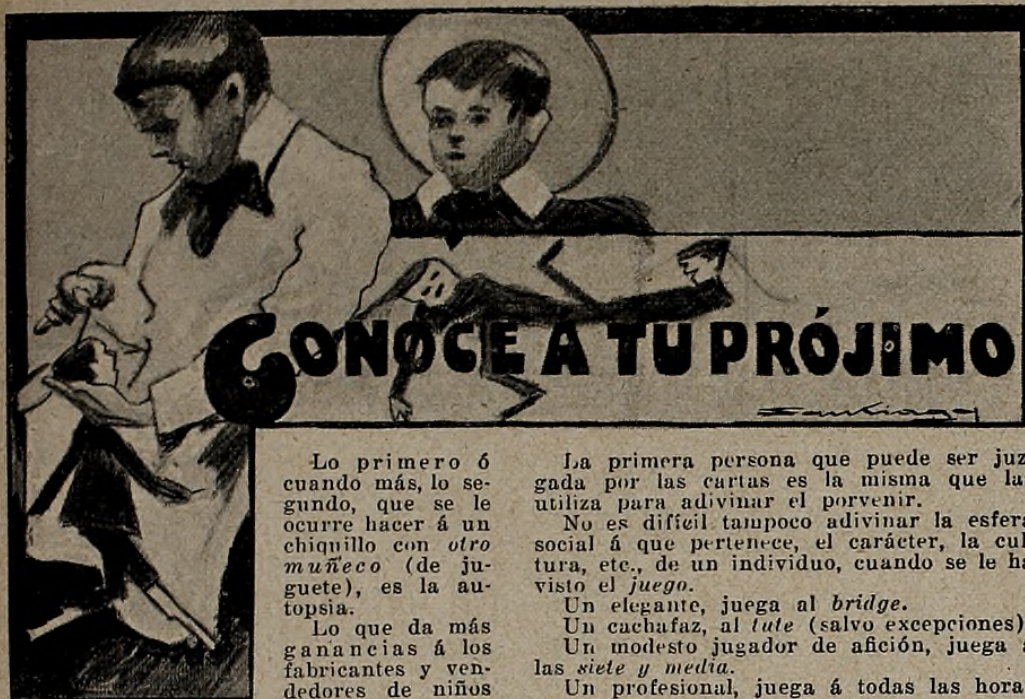 CONOCE A TU PRÓJIMO
Santiago
Lo primero ó
cuando más, lo se-
gundo, que se le
ocurre hacer á un
chiquillo con otro
muñeco (de ju-
guete), es la au-
topsia.
Lo que da más
ganancias á los
fabricantes y ven-
dedores de niños
La primera persona que puede ser juz
gada por las cartas es la misma que la
utiliza para adivinar el porvenir.
No es difícil tampoco adivinar la esfera
social á que pertenece, el carácter, la cul
tura, etc., de un individuo, cuando se le ha
visto el juego.
Un elegante, juega al bridge.
Un cachafaz, al tute (salvo excepciones)
Un modesto jugador de afición, juega
las siete y media.
Un profesional, juega á todas las hora